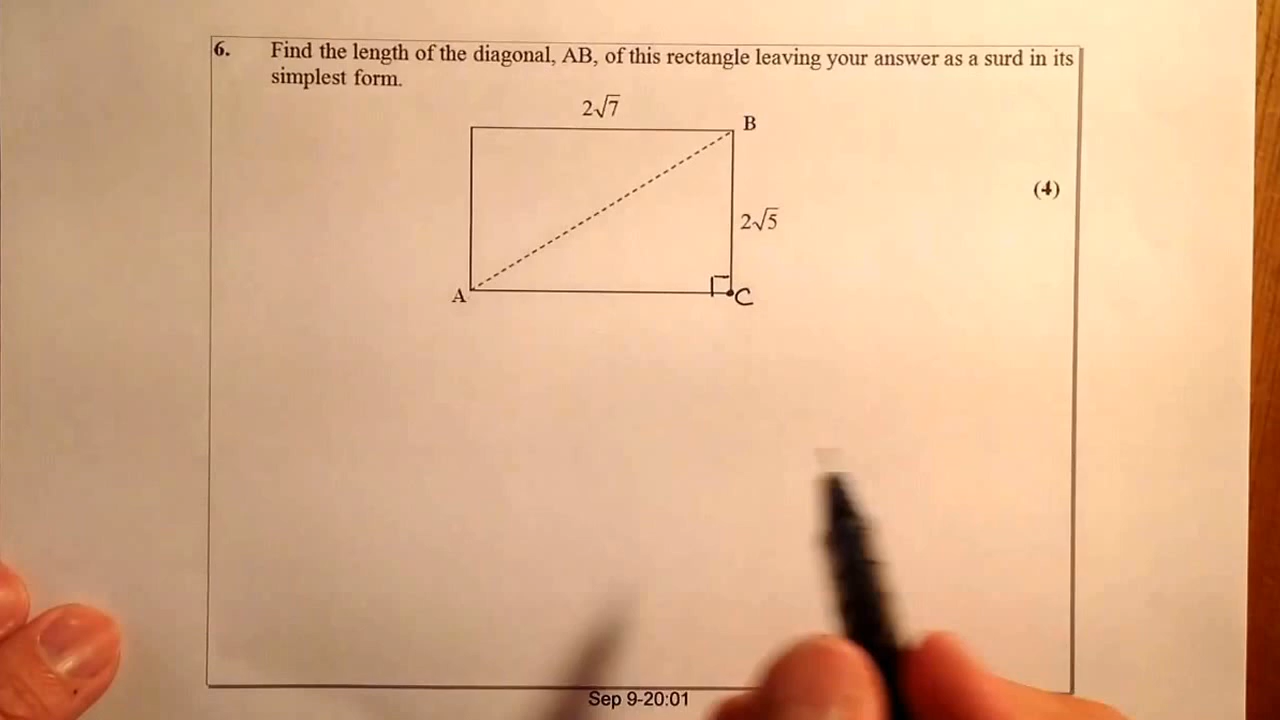 6. Find the length of the diagonal, AB, of this rectangle leaving your answer as a surd in its
simplest form.
2√7
B
(4)
2√5
A
C
Sep 9-20:01